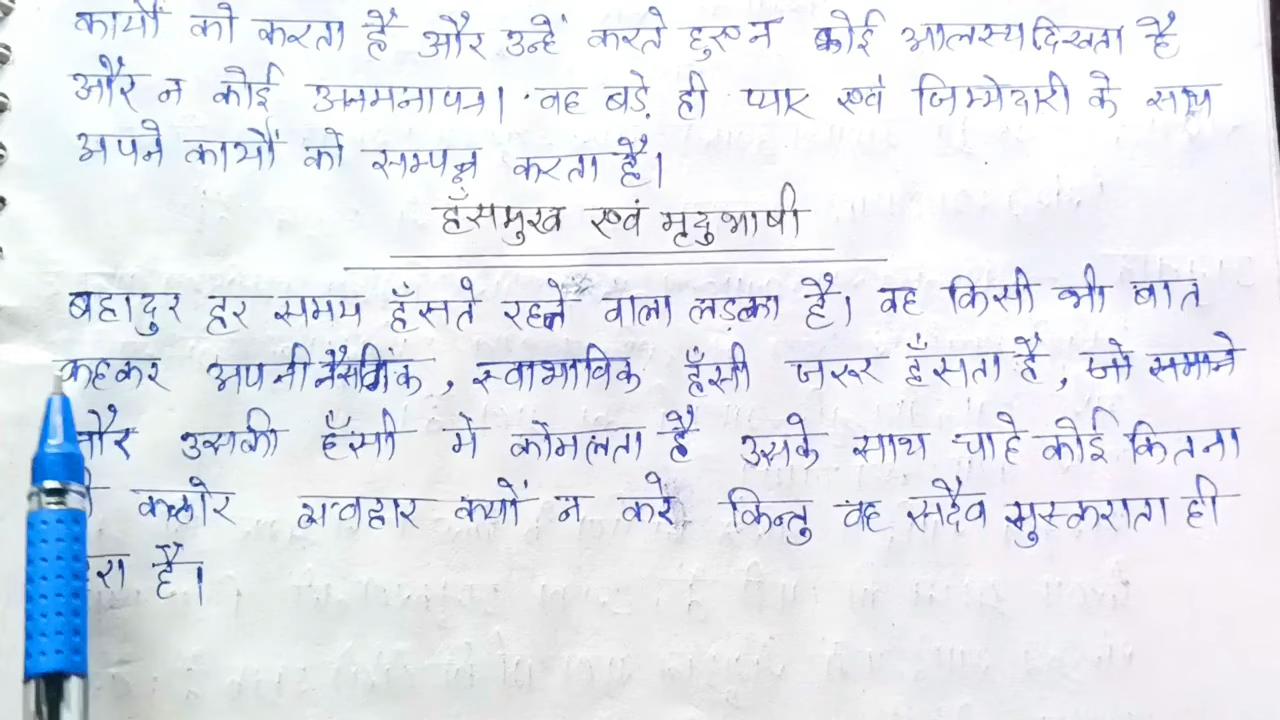 कार्यों को करता है और उन्हें करते हुए न कोई आलस्य दिखता है
और न कोई अनमनापन। वह बड़े ही प्यार एवं जिम्मेदारी के साथ
अपने कार्यों को सम्पन्न करता है।
हँसमुख एवं मृदुभाषी
बहादुर हर समय हँसते रहने वाला लड़का है। वह किसी भी बात
कहकर अपनी नैसर्गिक, स्वाभाविक हँसी जरूर हँसता है, जो समाने
उसकी हँसी में कोमलता है उसके साथ चाहे कोई कितना
कठोर व्यवहार क्यों न करे किन्तु वह सदैव मुस्कराता ही
है।